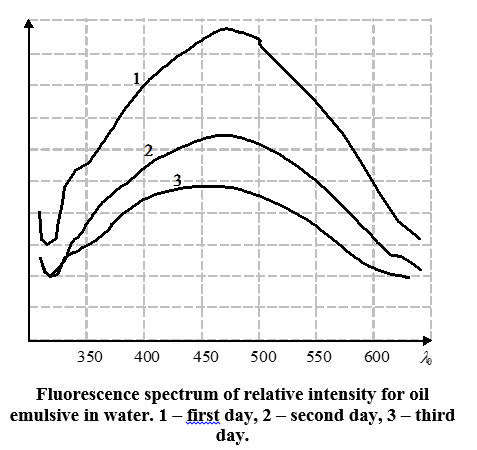 1
2
3
350 400 450 500 550 600 λ
Fluorescence spectrum of relative intensity for oil
emulsive in water. 1 – first day, 2 – second day, 3 – third
day.